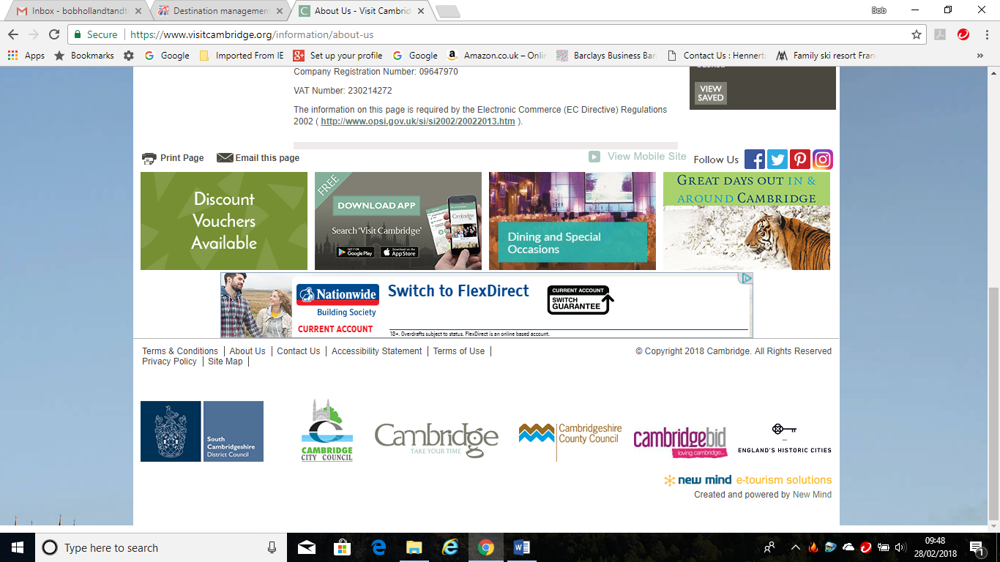 Inbox - bobhollandtandt
Destination management
About Us - Visit Cambrid
Bob
Secure
https://www.visitcambridge.org/information/about-us
Apps
Bookmarks
Google
Imported From IE
Set up your profile
Google
Amazon.co.uk – Onli
Barclays Business Ban
Contact Us : Hennert
Family ski resort Fran
»
Company Registration Number: 09647970
VAT Number: 230214272
The information on this page is required by the Electronic Commerce (EC Directive) Regulations
2002 ( http://www.opsi.gov.uk/si/si2002/20022013.htm ).
VIEW
SAVED
Print Page
Email this page
View Mobile Site
Follow Us
Discount
Vouchers
Available
FREE
DOWNLOAD APP
Search 'Visit Cambridge'
GET IT ON
Google Play
Download on the
App Store
Cambridge
Dining and Special
Occasions
GREAT DAYS OUT IN &
AROUND CAMBRIDGE
Nationwide
Building Society
CURRENT ACCOUNT
Switch to FlexDirect
CURRENT ACCOUNT
SWITCH
GUARANTEE
18+. Overdrafts subject to status. FlexDirect is an online based account.
Terms & Conditions | About Us | Contact Us | Accessibility Statement | Terms of Use |
Privacy Policy | Site Map |
© Copyright 2018 Cambridge. All Rights Reserved
South
Cambridgeshire
District Council
CAMBRIDGE
CITY COUNCIL
Cambridge
TAKE YOUR TIME
Cambridgeshire
County Council
cambridgebid
loving cambridge...
ENGLAND'S HISTORIC CITIES
new mind e-tourism solutions
Created and powered by New Mind
Type here to search
09:48
28/02/2018
1